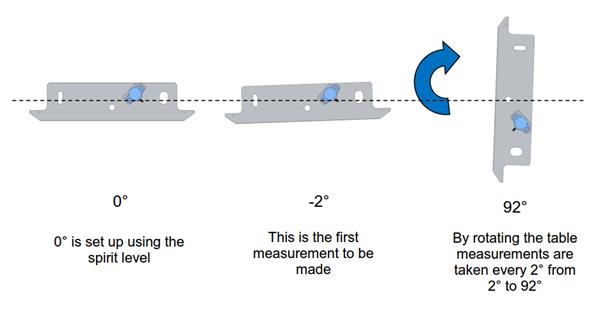 0°
0° is set up using the
spirit level
-2°
This is the first
measurement to be
made
92°
By rotating the table
measurements are
taken every 2° from
2° to 92°